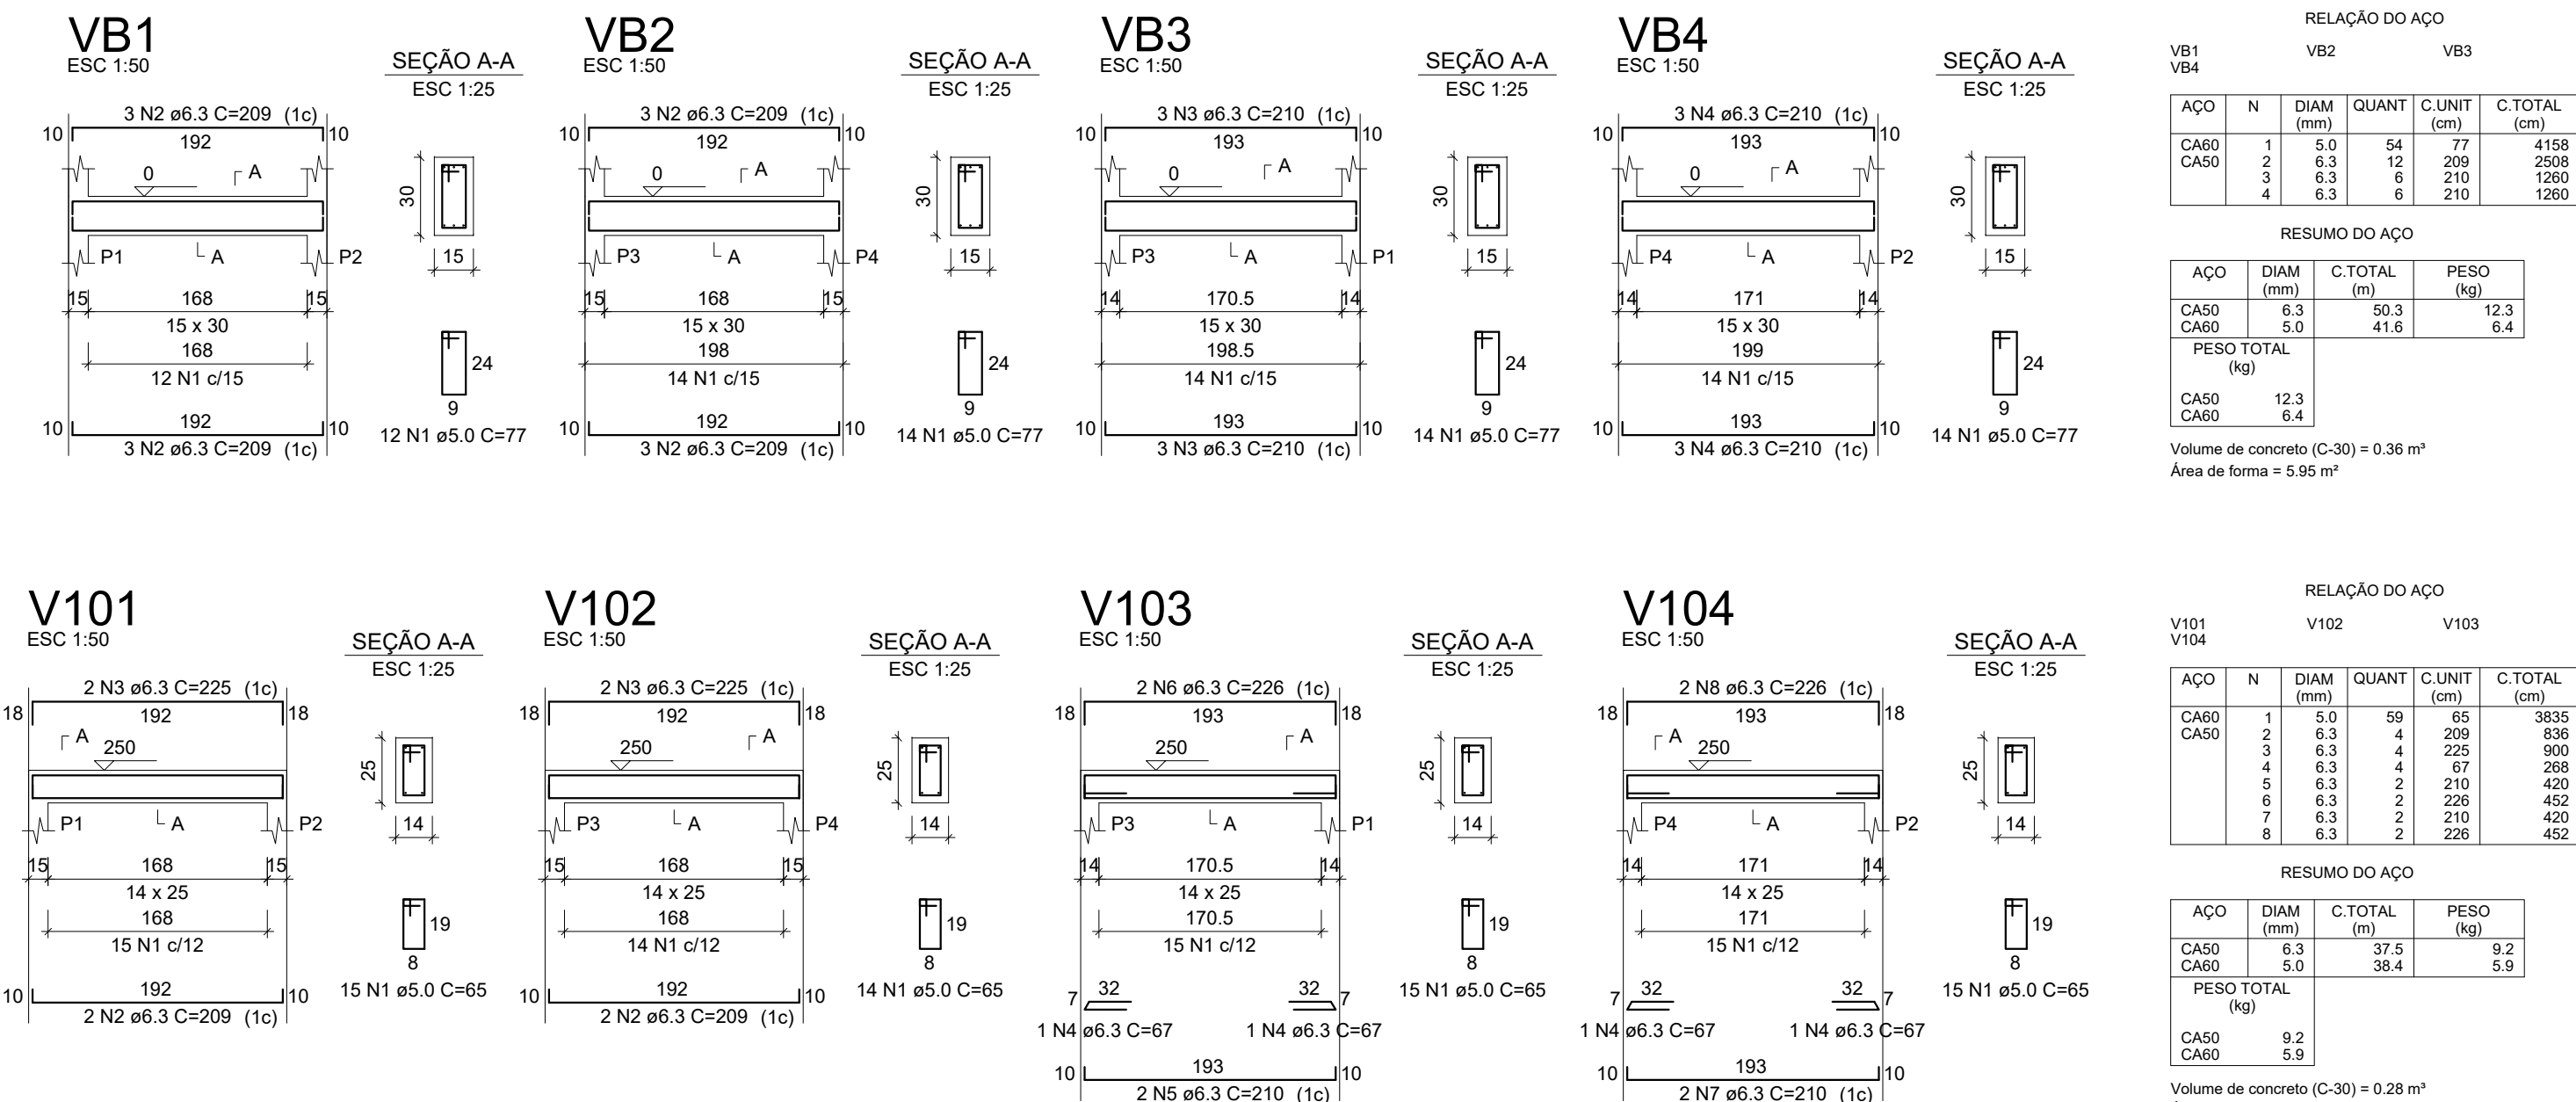 VB1
ESC 1:50
SEÇÃO A-A
ESC 1:25
3 N2 ø6.3 C=209 (1c)
10 192 10
0 A
30
P1 A P2
15
15 168 15
15 x 30
168
12 N1 c/15
24
9
12 N1 ø5.0 C=77
10 192 10
3 N2 ø6.3 C=209 (1c)
VB2
ESC 1:50
SEÇÃO A-A
ESC 1:25
3 N2 ø6.3 C=209 (1c)
10 192 10
0 A
30
P3 A P4
15
15 168 15
15 x 30
198
14 N1 c/15
24
9
14 N1 ø5.0 C=77
10 192 10
3 N2 ø6.3 C=209 (1c)
VB3
ESC 1:50
SEÇÃO A-A
ESC 1:25
3 N3 ø6.3 C=210 (1c)
10 193 10
0 A
30
P3 A P1
15
14 170.5 14
15 x 30
198.5
14 N1 c/15
24
9
14 N1 ø5.0 C=77
10 193 10
3 N3 ø6.3 C=210 (1c)
VB4
ESC 1:50
SEÇÃO A-A
ESC 1:25
3 N4 ø6.3 C=210 (1c)
10 193 10
0 A
30
P4 A P2
15
14 171 14
15 x 30
199
14 N1 c/15
24
9
14 N1 ø5.0 C=77
10 193 10
3 N4 ø6.3 C=210 (1c)
RELAÇÃO DO AÇO
VB1 VB2 VB3
VB4
AÇO N DIAM QUANT C.UNIT C.TOTAL
(mm) (cm) (cm)
CA60 1 5.0 54 77 4158
CA50 2 6.3 12 209 2508
3 6.3 6 210 1260
4 6.3 6 210 1260
RESUMO DO AÇO
AÇO DIAM C.TOTAL PESO
(mm) (m) (kg)
CA50 6.3 50.3 12.3
CA60 5.0 41.6 6.4
PESO TOTAL
(kg)
CA50 12.3
CA60 6.4
Volume de concreto (C-30) = 0.36 m³
Área de forma = 5.95 m²
V101
ESC 1:50
SEÇÃO A-A
ESC 1:25
2 N3 ø6.3 C=225 (1c)
18 192 18
A
250
25
P1 A P2
14
15 168 15
14 x 25
168
15 N1 c/12
19
8
15 N1 ø5.0 C=65
10 192 10
2 N2 ø6.3 C=209 (1c)
V102
ESC 1:50
SEÇÃO A-A
ESC 1:25
2 N3 ø6.3 C=225 (1c)
18 192 18
A
250
25
P3 A P4
14
15 168 15
14 x 25
168
14 N1 c/12
19
8
14 N1 ø5.0 C=65
10 192 10
2 N2 ø6.3 C=209 (1c)
V103
ESC 1:50
SEÇÃO A-A
ESC 1:25
2 N6 ø6.3 C=226 (1c)
18 193 18
A
250
25
P3 A P1
14
14 170.5 14
14 x 25
170.5
15 N1 c/12
19
8
15 N1 ø5.0 C=65
7 32 32 7
1 N4 ø6.3 C=67 1 N4 ø6.3 C=67
10 193 10
2 N5 ø6.3 C=210 (1c)
V104
ESC 1:50
SEÇÃO A-A
ESC 1:25
2 N8 ø6.3 C=226 (1c)
18 193 18
A
250
25
P4 A P2
14
14 171 14
14 x 25
171
15 N1 c/12
19
8
15 N1 ø5.0 C=65
7 32 32 7
1 N4 ø6.3 C=67 1 N4 ø6.3 C=67
10 193 10
2 N7 ø6.3 C=210 (1c)
RELAÇÃO DO AÇO
V101 V102 V103
V104
AÇO N DIAM QUANT C.UNIT C.TOTAL
(mm) (cm) (cm)
CA60 1 5.0 59 65 3835
CA50 2 6.3 4 209 836
3 6.3 4 225 900
4 6.3 4 67 268
5 6.3 2 210 420
6 6.3 2 226 452
7 6.3 2 210 420
8 6.3 2 226 452
RESUMO DO AÇO
AÇO DIAM C.TOTAL PESO
(mm) (m) (kg)
CA50 6.3 37.5 9.2
CA60 5.0 38.4 5.9
PESO TOTAL
(kg)
CA50 9.2
CA60 5.9
Volume de concreto (C-30) = 0.28 m³